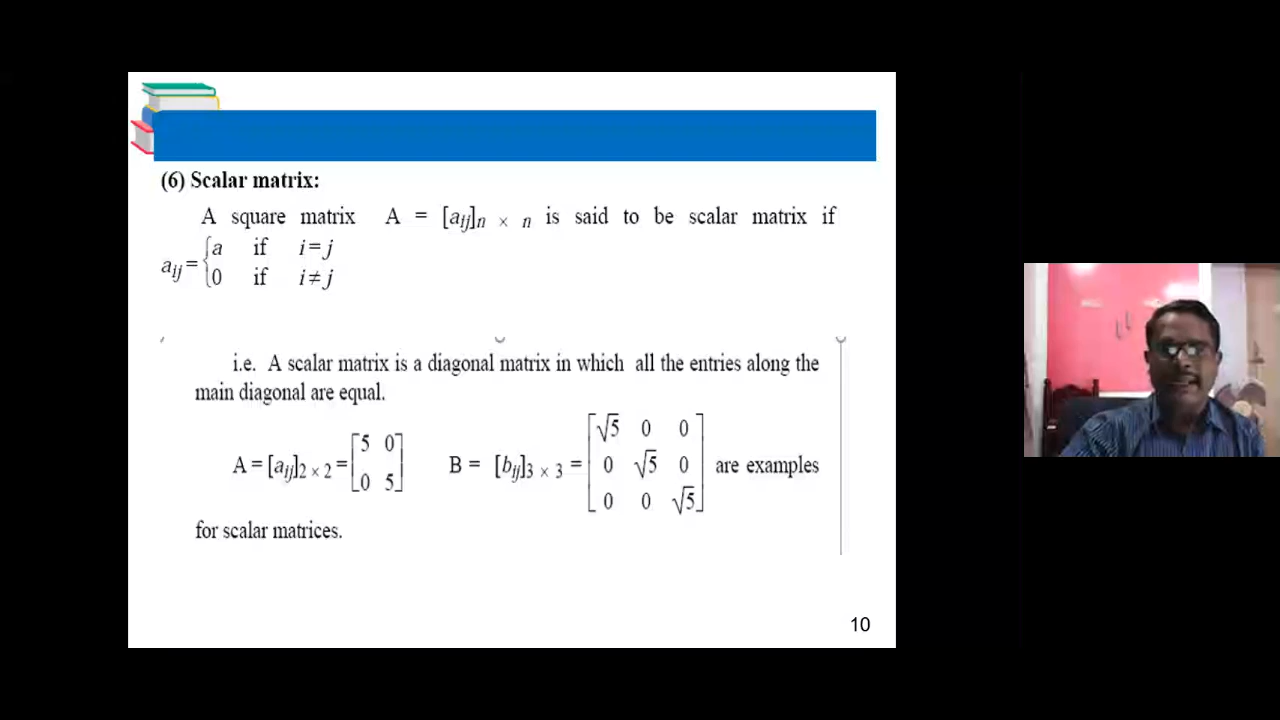 (6) Scalar matrix:
A square matrix A = [aij]n × n is said to be scalar matrix if
aij = {a if i = j
0 if i ≠ j
i.e. A scalar matrix is a diagonal matrix in which all the entries along the
main diagonal are equal.
A = [aij]2 × 2 = [5 0
0 5] B = [bij]3 × 3 = [√5 0 0
0 √5 0
0 0 √5] are examples
for scalar matrices.
10